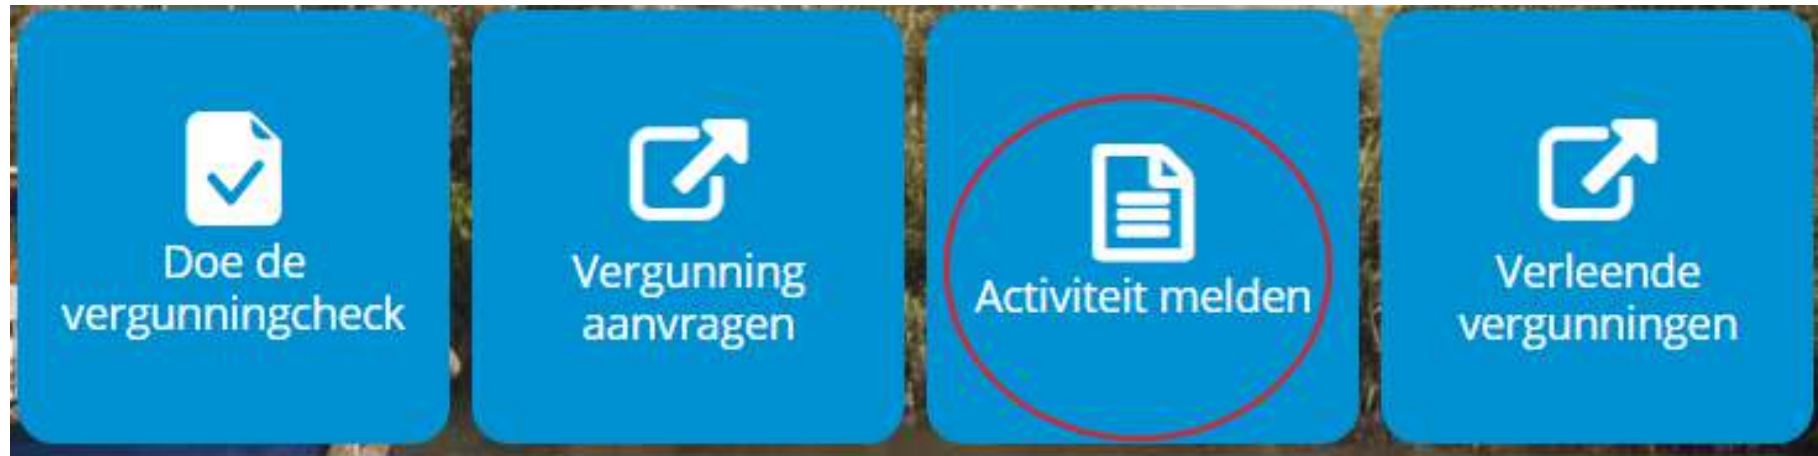 Doe de
vergunningcheck
Vergunning
aanvragen
Activiteit melden
Verleende
vergunningen